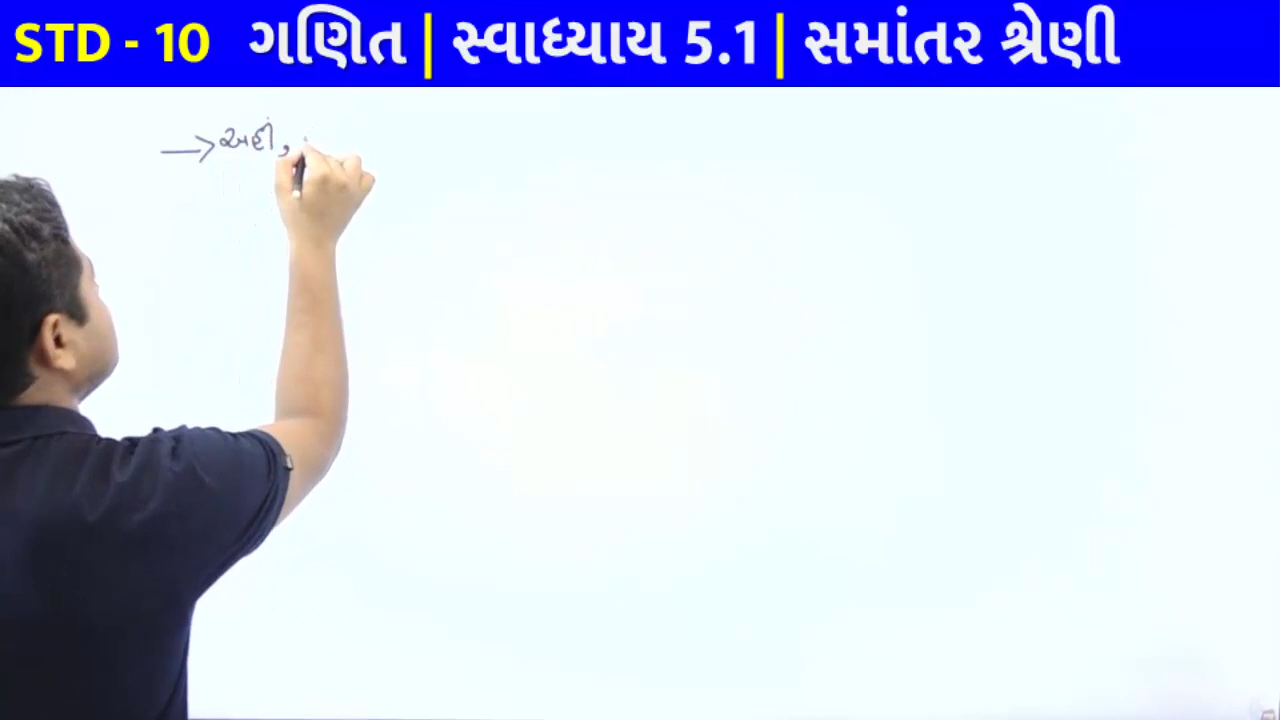 STD - 10 ગણિત | સ્વાધ્યાય 5.1 | સમાંતર શ્રેણી
→ અહીં,